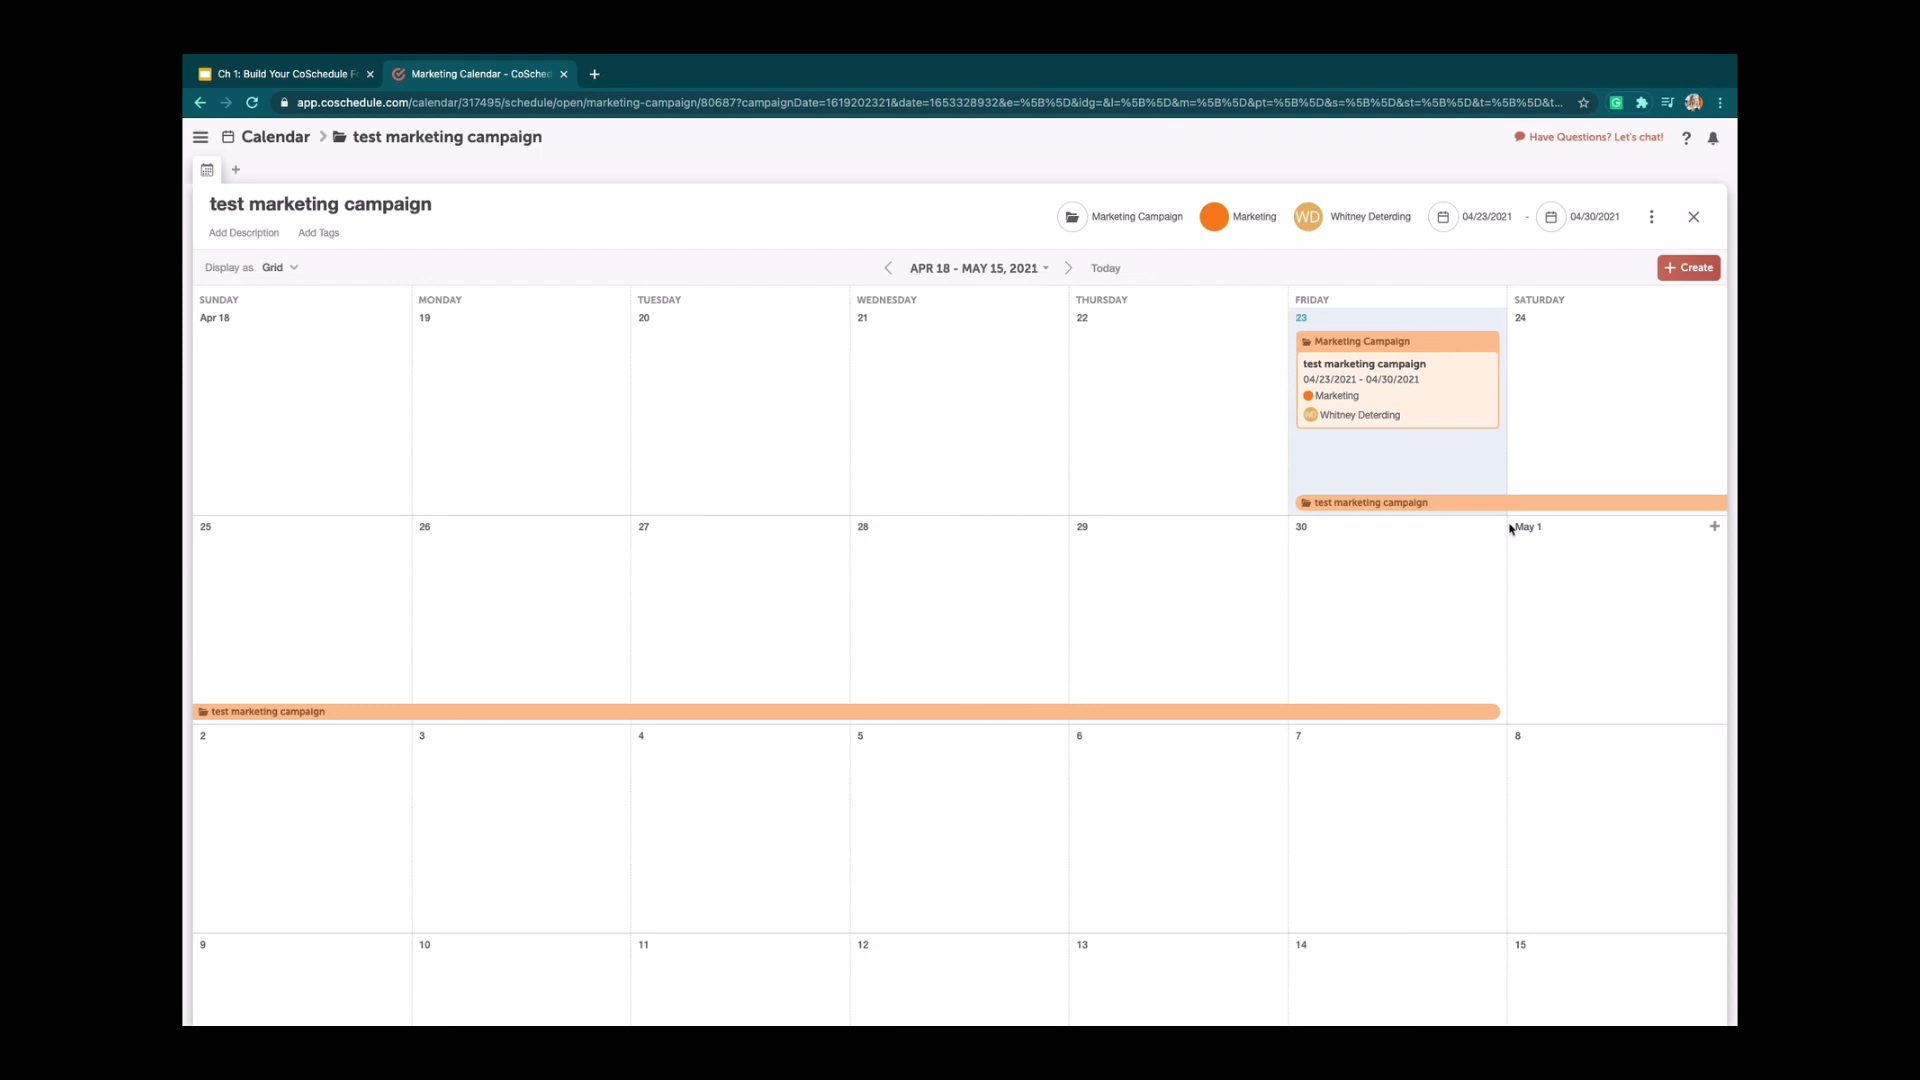 Ch 1: Build Your CoSchedule Fo
Marketing Calendar - CoSched
app.coschedule.com/calendar/317495/schedule/open/marketing-campaign/80687?campaignDate=1619202321&date=1653328932&e=%5B%5D&idg=&l=%5B%5D&m=%5B%5D&pt=%5B%5D&s=%5B%5D&st=%5B%5D&t=%5B%5D&t...
Calendar > test marketing campaign
Have Questions? Let's chat! ?
test marketing campaign
Marketing Campaign Marketing WD Whitney Deterding 04/23/2021 - 04/30/2021
Add Description Add Tags
Display as Grid
APR 18 - MAY 15, 2021 Today
+ Create
SUNDAY MONDAY TUESDAY WEDNESDAY THURSDAY FRIDAY SATURDAY
Apr 18 19 20 21 22 23 24
Marketing Campaign
test marketing campaign
04/23/2021 - 04/30/2021
Marketing
WD Whitney Deterding
test marketing campaign
25 26 27 28 29 30 May 1 +
test marketing campaign
2 3 4 5 6 7 8
9 10 11 12 13 14 15